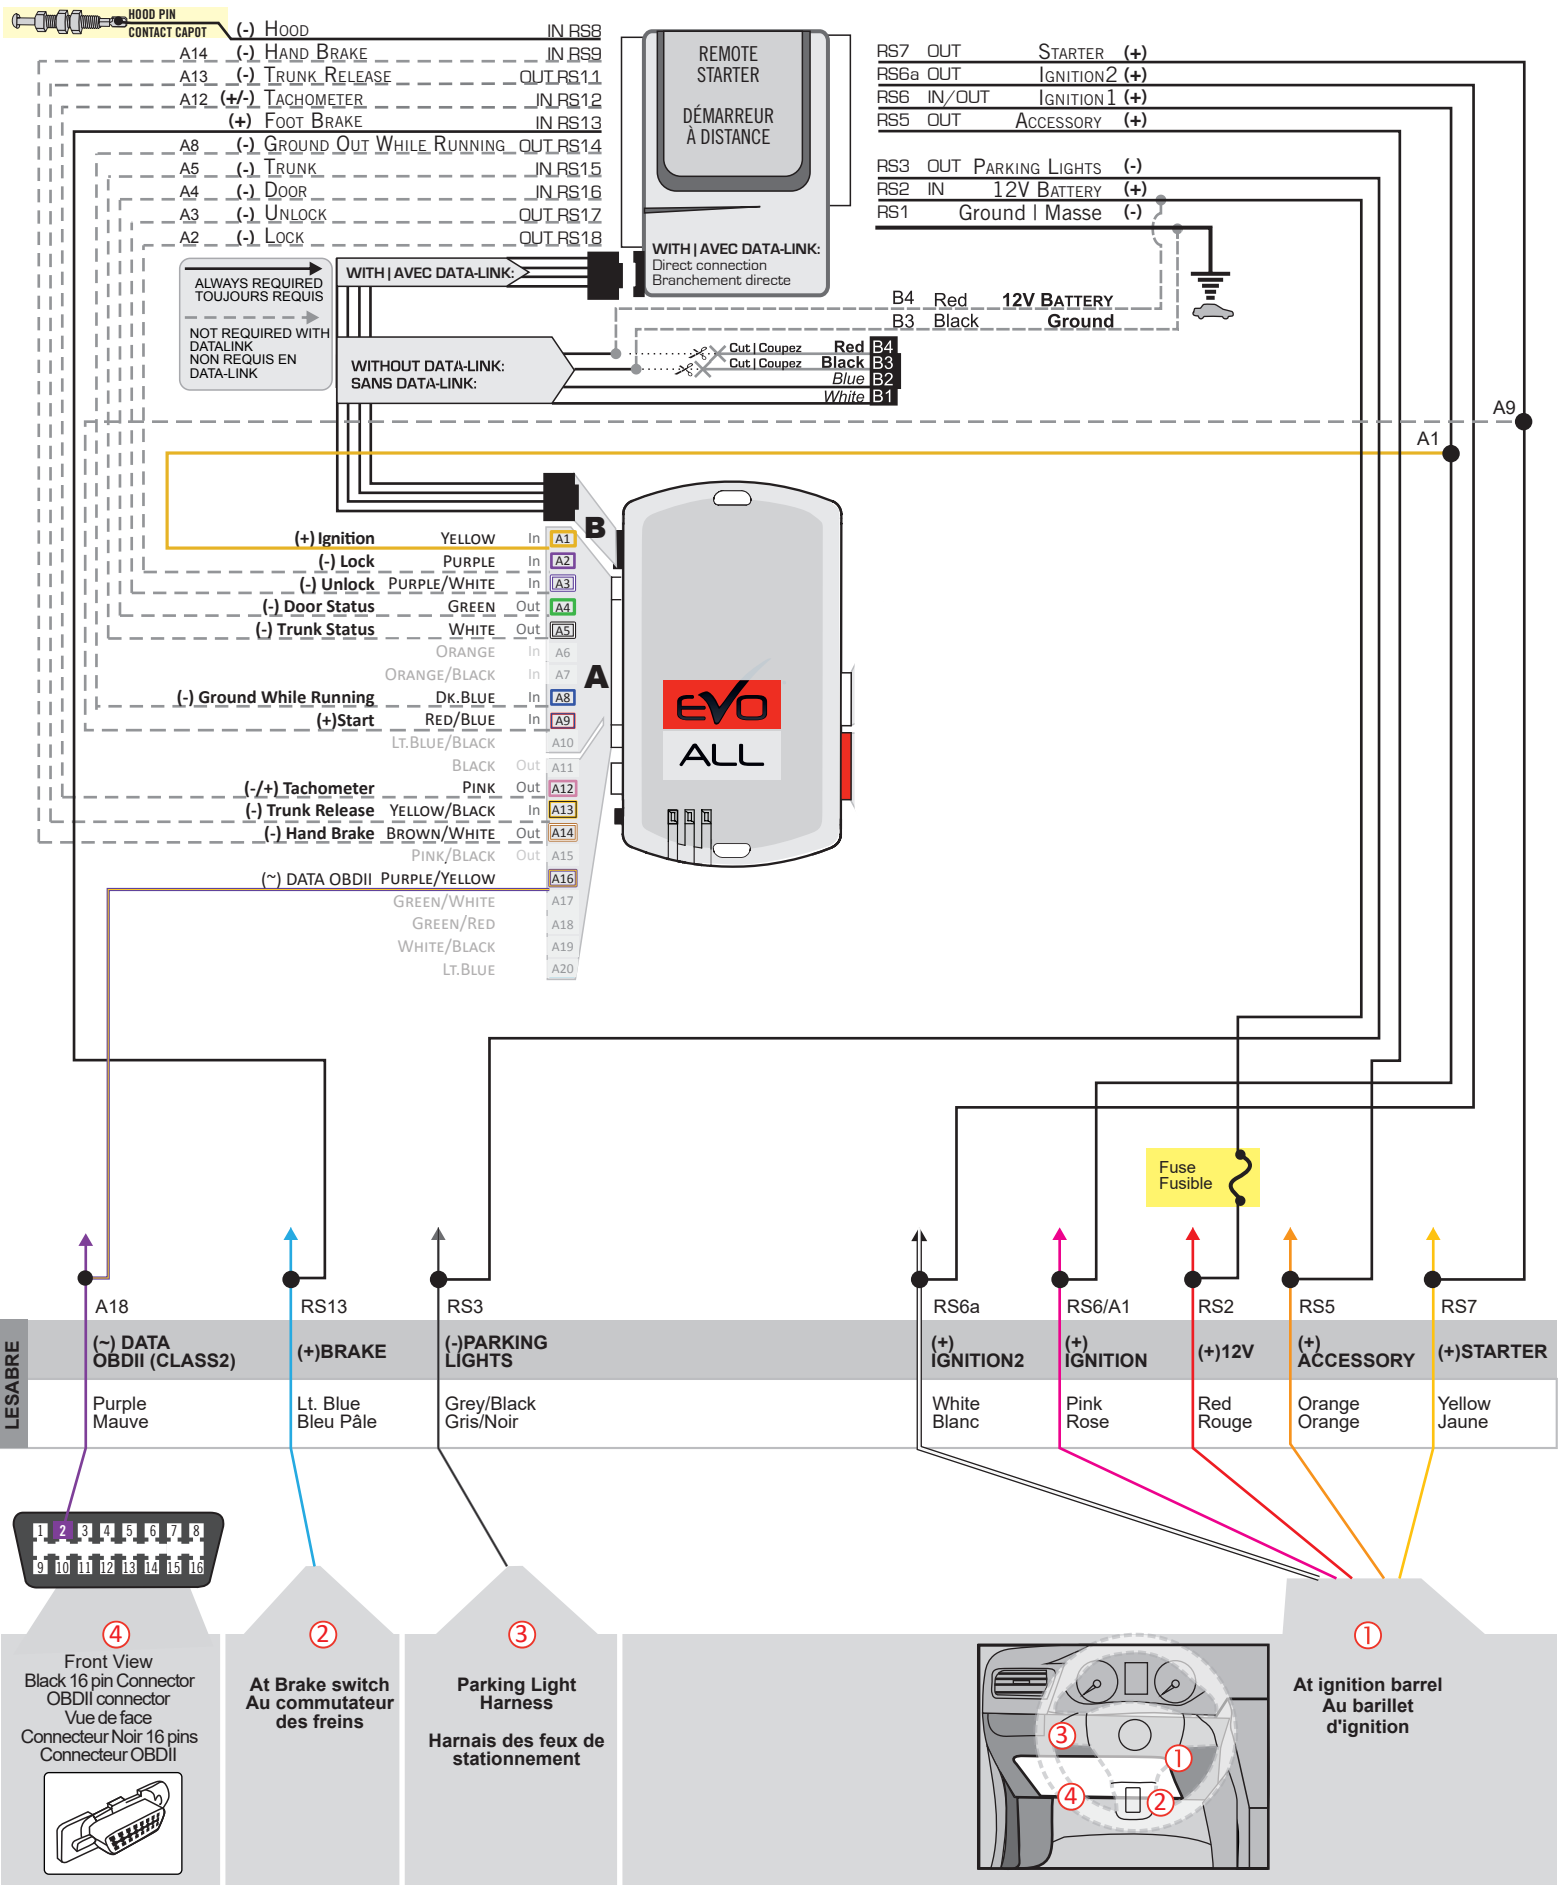 HOOD PIN
CONTACT CAPOT
(-) HOOD IN RS8
A14 (-) HAND BRAKE IN RS9
A13 (-) TRUNK RELEASE OUT RS11
A12 (+/-) TACHOMETER IN RS12
(+) FOOT BRAKE IN RS13
A8 (-) GROUND OUT WHILE RUNNING OUT RS14
A5 (-) TRUNK IN RS15
A4 (-) DOOR IN RS16
A3 (-) UNLOCK OUT RS17
A2 (-) LOCK OUT RS18
REMOTE
STARTER
DÉMARREUR
À DISTANCE
WITH | AVEC DATA-LINK:
Direct connection
Branchement directe
RS7 OUT STARTER (+)
RS6a OUT IGNITION2 (+)
RS6 IN/OUT IGNITION1 (+)
RS5 OUT ACCESSORY (+)
RS3 OUT PARKING LIGHTS (-)
RS2 IN 12V BATTERY (+)
RS1 Ground | Masse (-)
ALWAYS REQUIRED
TOUJOURS REQUIS
NOT REQUIRED WITH
DATALINK
NON REQUIS EN
DATA-LINK
WITH | AVEC DATA-LINK:
WITHOUT DATA-LINK:
SANS DATA-LINK:
B4 Red 12V BATTERY
B3 Black Ground
Cut | Coupez Red B4
Cut | Coupez Black B3
Blue B2
White B1
A9
A1
B
A
(+) Ignition YELLOW In A1
(-) Lock PURPLE In A2
(-) Unlock PURPLE/WHITE In A3
(-) Door Status GREEN Out A4
(-) Trunk Status WHITE Out A5
ORANGE In A6
ORANGE/BLACK In A7
(-) Ground While Running DK.BLUE In A8
(+)Start RED/BLUE In A9
LT.BLUE/BLACK A10
BLACK Out A11
(-/+) Tachometer PINK Out A12
(-) Trunk Release YELLOW/BLACK In A13
(-) Hand Brake BROWN/WHITE Out A14
PINK/BLACK Out A15
(~) DATA OBDII PURPLE/YELLOW A16
GREEN/WHITE A17
GREEN/RED A18
WHITE/BLACK A19
LT.BLUE A20
EVO
ALL
Fuse
Fusible
A18 RS13 RS3 RS6a RS6/A1 RS2 RS5 RS7
LESABRE
(~) DATA
OBDII (CLASS2)
(+)BRAKE
(-)PARKING
LIGHTS
(+)
IGNITION2
(+)
IGNITION
(+)12V
(+)
ACCESSORY
(+)STARTER
Purple
Mauve
Lt. Blue
Bleu Pâle
Grey/Black
Gris/Noir
White
Blanc
Pink
Rose
Red
Rouge
Orange
Orange
Yellow
Jaune
1 2 3 4 5 6 7 8
9 10 11 12 13 14 15 16
4
Front View
Black 16 pin Connector
OBDII connector
Vue de face
Connecteur Noir 16 pins
Connecteur OBDII
2
At Brake switch
Au commutateur
des freins
3
Parking Light
Harness
Harnais des feux de
stationnement
3
1
4
2
1
At ignition barrel
Au barillet
d'ignition